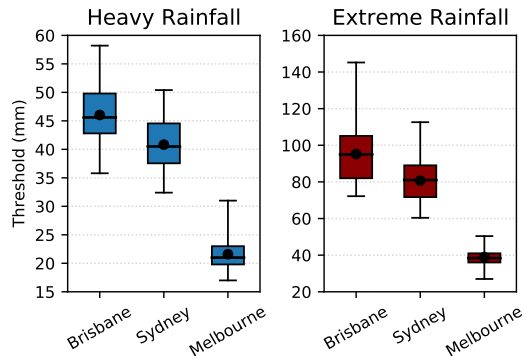 Heavy Rainfall
Extreme Rainfall
Threshold (mm)
60
55
50
45
40
35
30
25
20
15
160
140
120
100
80
60
40
20
Brisbane
Sydney
Melbourne
Brisbane
Sydney
Melbourne